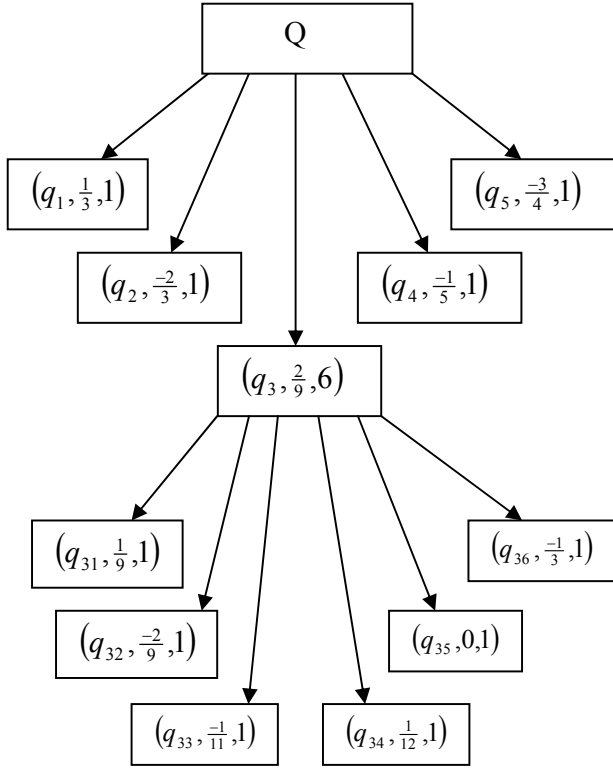 Q
(q₁, 1/3, 1)
(q₅, -3/4, 1)
(q₂, -2/3, 1)
(q₄, -1/5, 1)
(q₃, 2/9, 6)
(q₃₁, 1/9, 1)
(q₃₆, -1/3, 1)
(q₃₂, -2/9, 1)
(q₃₅, 0, 1)
(q₃₃, -1/11, 1)
(q₃₄, 1/12, 1)